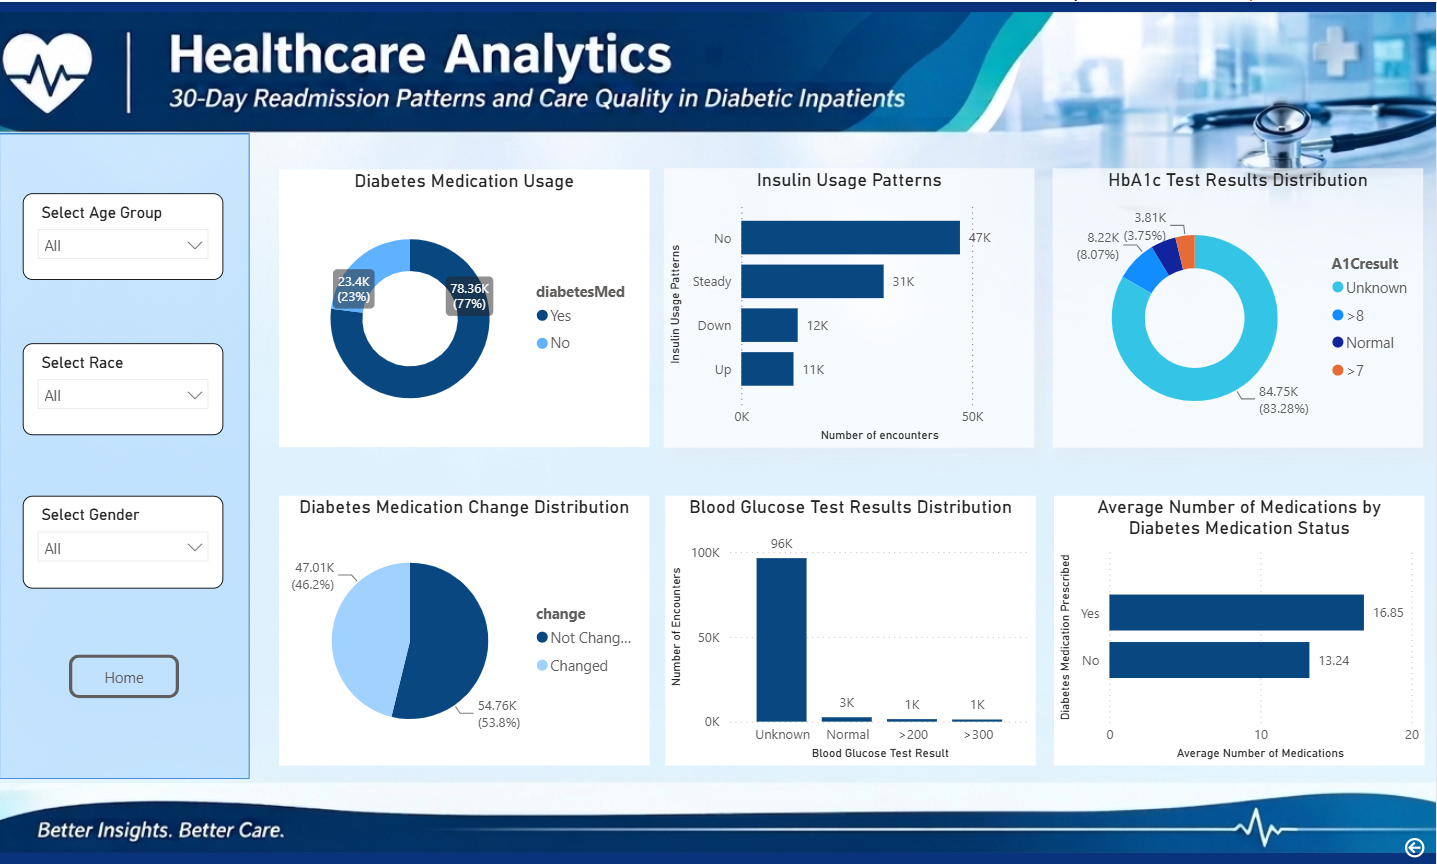 Healthcare Analytics
30-Day Readmission Patterns and Care Quality in Diabetic Inpatients
Select Age Group
All
Select Race
All
Select Gender
All
Home
Diabetes Medication Usage
23.4K
(23%)
78.36K
(77%)
diabetesMed
Yes
No
Insulin Usage Patterns
Insulin Usage Patterns
No
47K
Steady
31K
Down
12K
Up
11K
0K
50K
Number of encounters
HbA1c Test Results Distribution
3.81K
(3.75%)
8.22K
(8.07%)
84.75K
(83.28%)
A1Cresult
Unknown
>8
Normal
>7
Diabetes Medication Change Distribution
47.01K
(46.2%)
54.76K
(53.8%)
change
Not Chang...
Changed
Blood Glucose Test Results Distribution
Number of Encounters
100K
50K
0K
96K
3K
1K
1K
Unknown
Normal
>200
>300
Blood Glucose Test Result
Average Number of Medications by
Diabetes Medication Status
Diabetes Medication Prescribed
Yes
16.85
No
13.24
0
10
20
Average Number of Medications
Better Insights. Better Care.